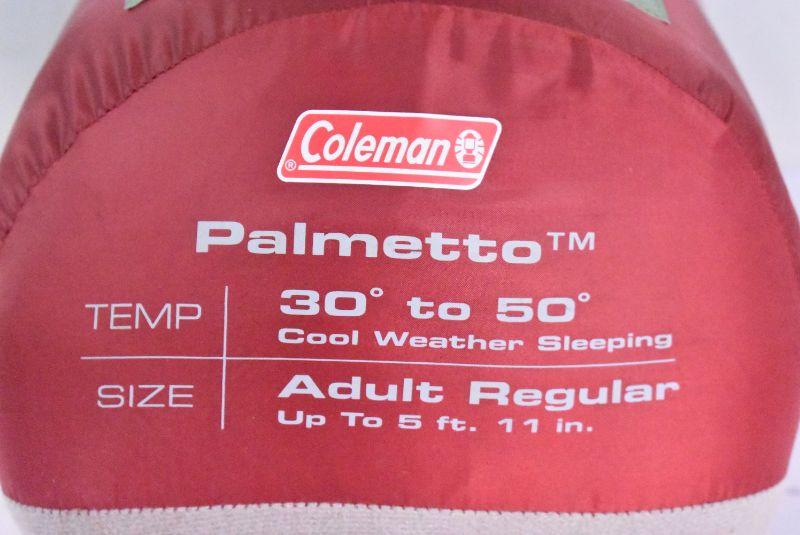 ® Coleman
Palmetto™
TEMP 30° to 50°
Cool Weather Sleeping
SIZE Adult Regular
Up To 5 ft. 11 in.